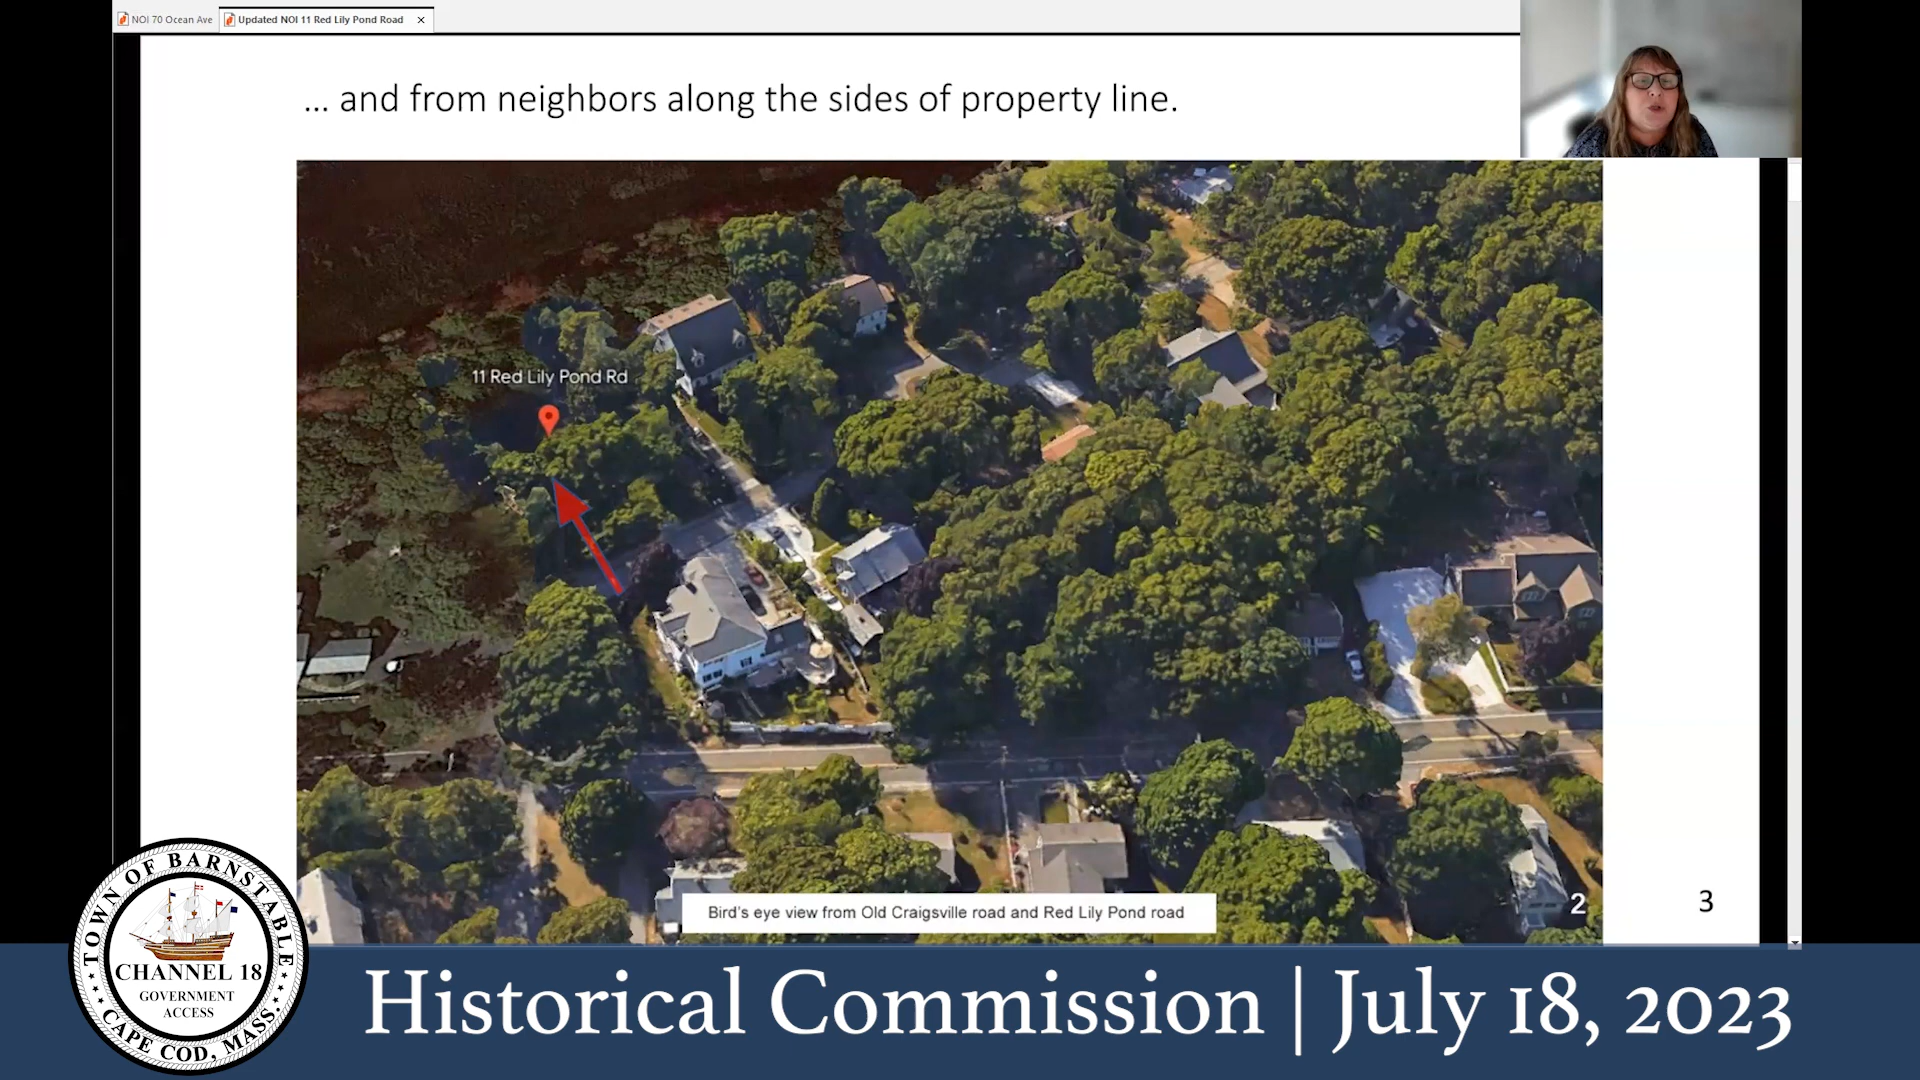 NOI 70 Ocean Ave
Updated NOI 11 Red Lily Pond Road
... and from neighbors along the sides of property line.
11 Red Lily Pond Rd
Bird's eye view from Old Craigsville road and Red Lily Pond road
2
3
TOWN OF BARNSTABLE
CHANNEL 18
GOVERNMENT
ACCESS
CAPE COD, MASS.
Historical Commission | July 18, 2023